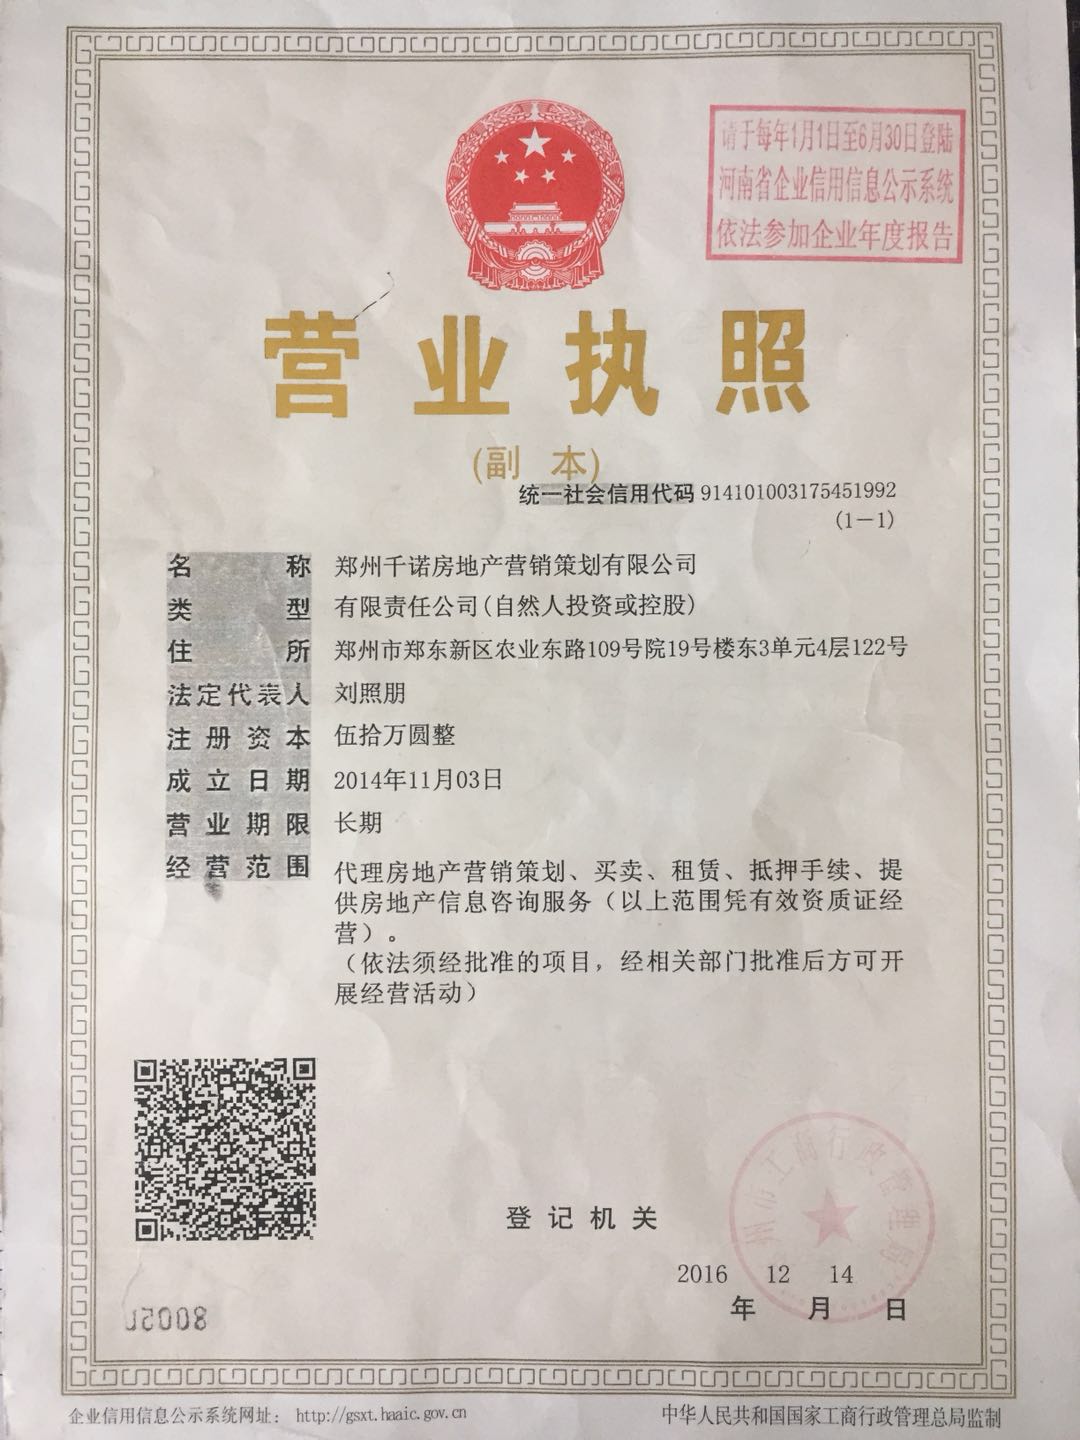 请于每年1月1日至6月30日登陆
河南省企业信用信息公示系统
依法参加企业年度报告
营业执照
(副本)
统一社会信用代码 914101003175451992
(1-1)
名称 郑州千诺房地产营销策划有限公司
类型 有限责任公司(自然人投资或控股)
住所 郑州市郑东新区农业东路109号院19号楼东3单元4层122号
法定代表人 刘照朋
注册资本 伍拾万圆整
成立日期 2014年11月03日
营业期限 长期
经营范围 代理房地产营销策划、买卖、租赁、抵押手续、提
供房地产信息咨询服务（以上范围凭有效资质证经
营）。
（依法须经批准的项目，经相关部门批准后方可开
展经营活动）
州市工商行政管理局
登记机关
2016 12 14
年 月 日
企业信用信息公示系统网址： http://gsxt.haaic.gov.cn
中华人民共和国国家工商行政管理总局监制